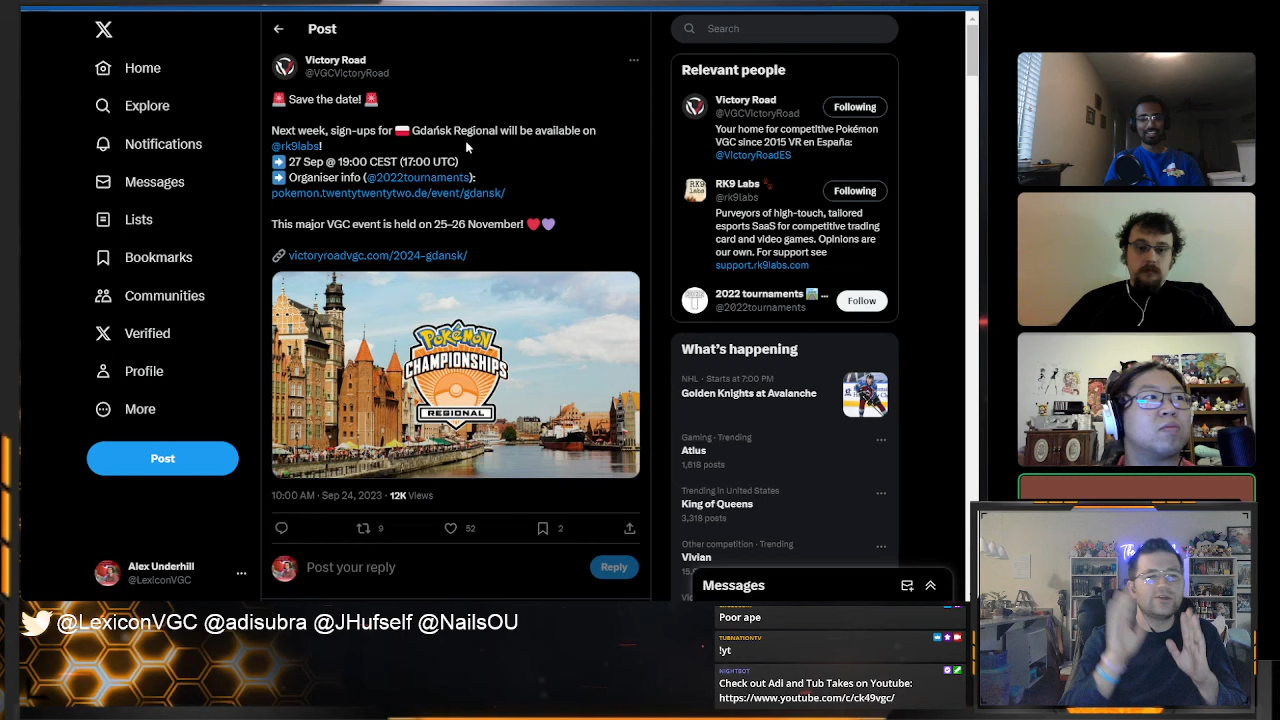 Home
Explore
Notifications
Messages
Lists
Bookmarks
Communities
Verified
Profile
More
Post
Alex Underhill
@LexiconVGC
Post
Victory Road
@VGCVictoryRoad
🚨 Save the date! 🚨
Next week, sign-ups for 🇵🇱 Gdańsk Regional will be available on
@rk9labs!
➡️ 27 Sep @ 19:00 CEST (17:00 UTC)
➡️ Organiser info (@2022tournaments):
pokemon.twentytwentytwo.de/event/gdansk/
This major VGC event is held on 25–26 November! ❤️💜
🔗 victoryroadvgc.com/2024-gdansk/
POKéMON
CHAMPIONSHIPS
REGIONAL
10:00 AM · Sep 24, 2023 · 12K Views
9
52
2
Post your reply
Reply
Search
Relevant people
Victory Road
@VGCVictoryRoad
Following
Your home for competitive Pokémon
VGC since 2015 VR en España:
@VictoryRoadES
RK9 Labs 🐾
@rk9labs
Following
Purveyors of high-touch, tailored
esports SaaS for competitive trading
card and video games. Opinions are
our own. For support see
support.rk9labs.com
2022 tournaments ...
@2022tournaments
Follow
What's happening
NHL · Starts at 7:00 PM
Golden Knights at Avalanche
Gaming · Trending
Atlus
1,618 posts
Trending in United States
King of Queens
3,318 posts
Other competition · Trending
Vivian
Messages
@LexiconVGC @adisubra @JHufself @NailsOU
Poor ape
TUBNATIONTV
!yt
NIGHTBOT
Check out Adi and Tub Takes on Youtube:
https://www.youtube.com/c/ck49vgc/
The